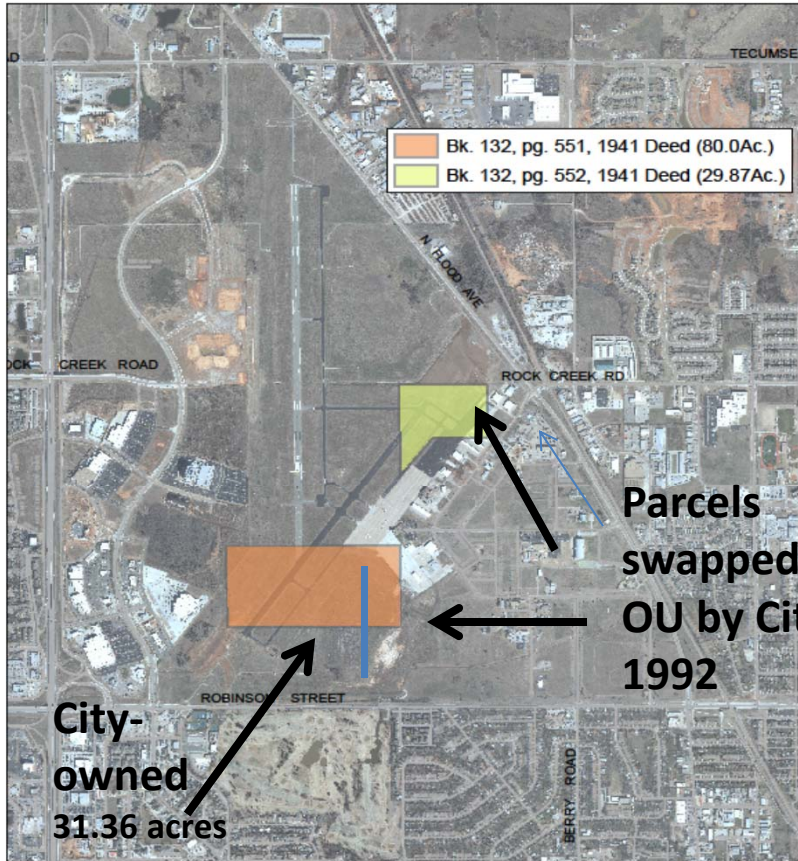 AD
TECUMSE
Bk. 132, pg. 551, 1941 Deed (80.0Ac.)
Bk. 132, pg. 552, 1941 Deed (29.87Ac.)
N FLOOD AVE
OCK CREEK ROAD
ROCK CREEK RD
Parcels
swapped
OU by Cit
1992
ROBINSON STREET
City-
owned
31.36 acres
BERRY ROAD